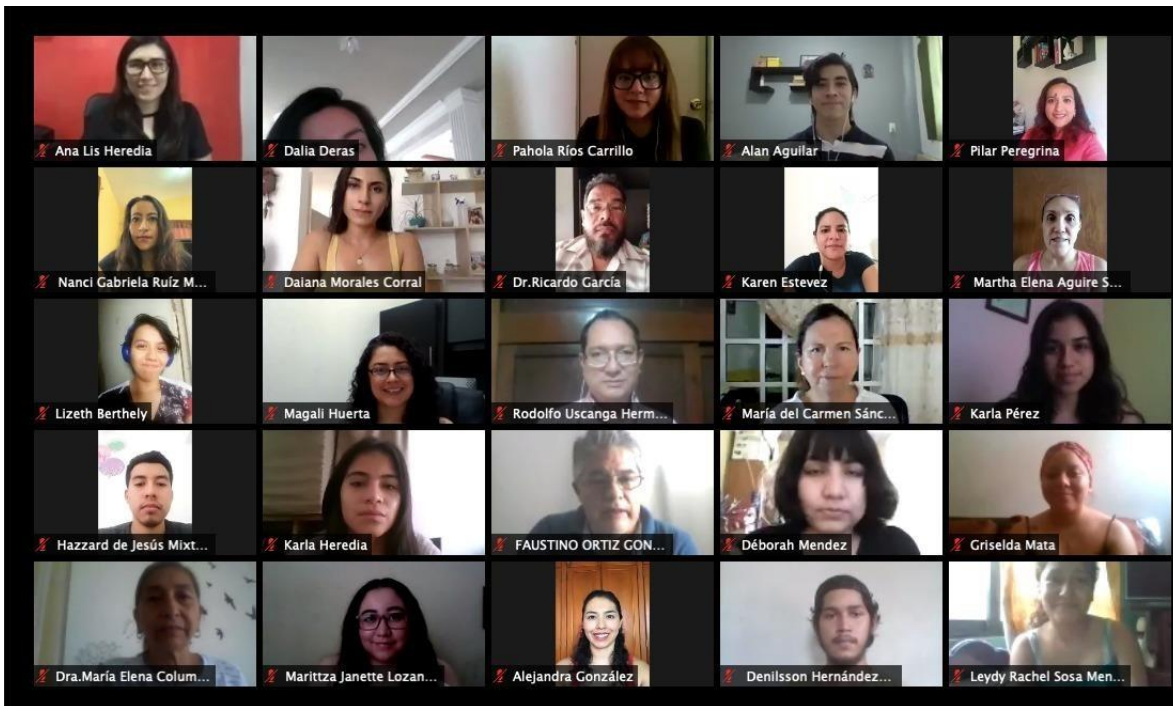 Ana Lis Heredia
Dalia Deras
Pahola Ríos Carrillo
Alan Aguilar
Pilar Peregrina
Nanci Gabriela Ruíz M...
Daiana Morales Corral
Dr.Ricardo García
Karen Estevez
Martha Elena Aguire S...
Lizeth Berthely
Magali Huerta
Rodolfo Uscanga Herm...
María del Carmen Sánc...
Karla Pérez
Hazzard de Jesús Mixt...
Karla Heredia
FAUSTINO ORTIZ GON...
Déborah Mendez
Griselda Mata
Dra.María Elena Colum...
Marittza Janette Lozan...
Alejandra González
Denilsson Hernández...
Leydy Rachel Sosa Men...